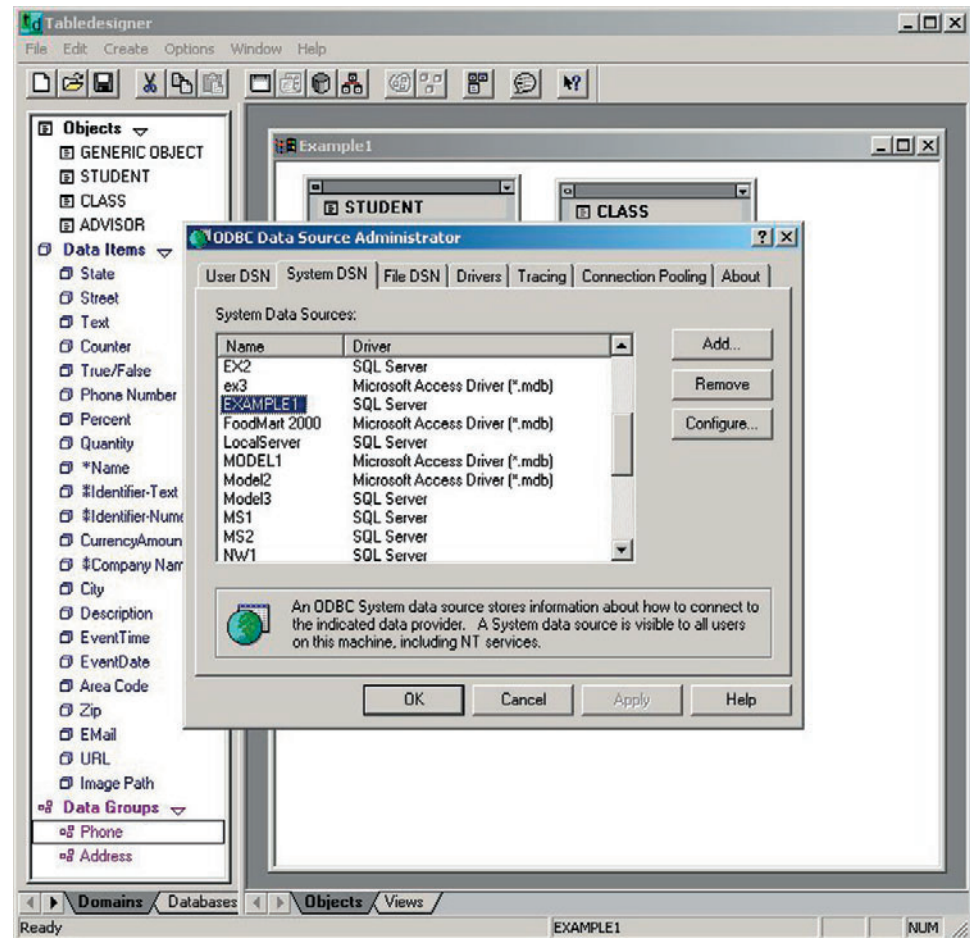 Tabledesigner
File Edit Create Options Window Help
Objects
GENERIC OBJECT
STUDENT
CLASS
ADVISOR
Data Items
State
Street
Text
Counter
True/False
Phone Number
Percent
Quantity
*Name
‡Identifier-Text
‡Identifier-Nume
CurrencyAmoun
‡Company Nam
City
Description
EventTime
EventDate
Area Code
Zip
EMail
URL
Image Path
Data Groups
Phone
Address
Domains Databases
Example1
STUDENT
CLASS
ODBC Data Source Administrator
User DSN System DSN File DSN Drivers Tracing Connection Pooling About
System Data Sources:
Name Driver
EX2 SQL Server
ex3 Microsoft Access Driver (*.mdb)
EXAMPLE1 SQL Server
FoodMart 2000 Microsoft Access Driver (*.mdb)
LocalServer SQL Server
MODEL1 Microsoft Access Driver (*.mdb)
Model2 Microsoft Access Driver (*.mdb)
Model3 SQL Server
MS1 SQL Server
MS2 SQL Server
NW1 SQL Server
Add...
Remove
Configure...
An ODBC System data source stores information about how to connect to
the indicated data provider. A System data source is visible to all users
on this machine, including NT services.
OK Cancel Apply Help
Objects Views
Ready EXAMPLE1 NUM